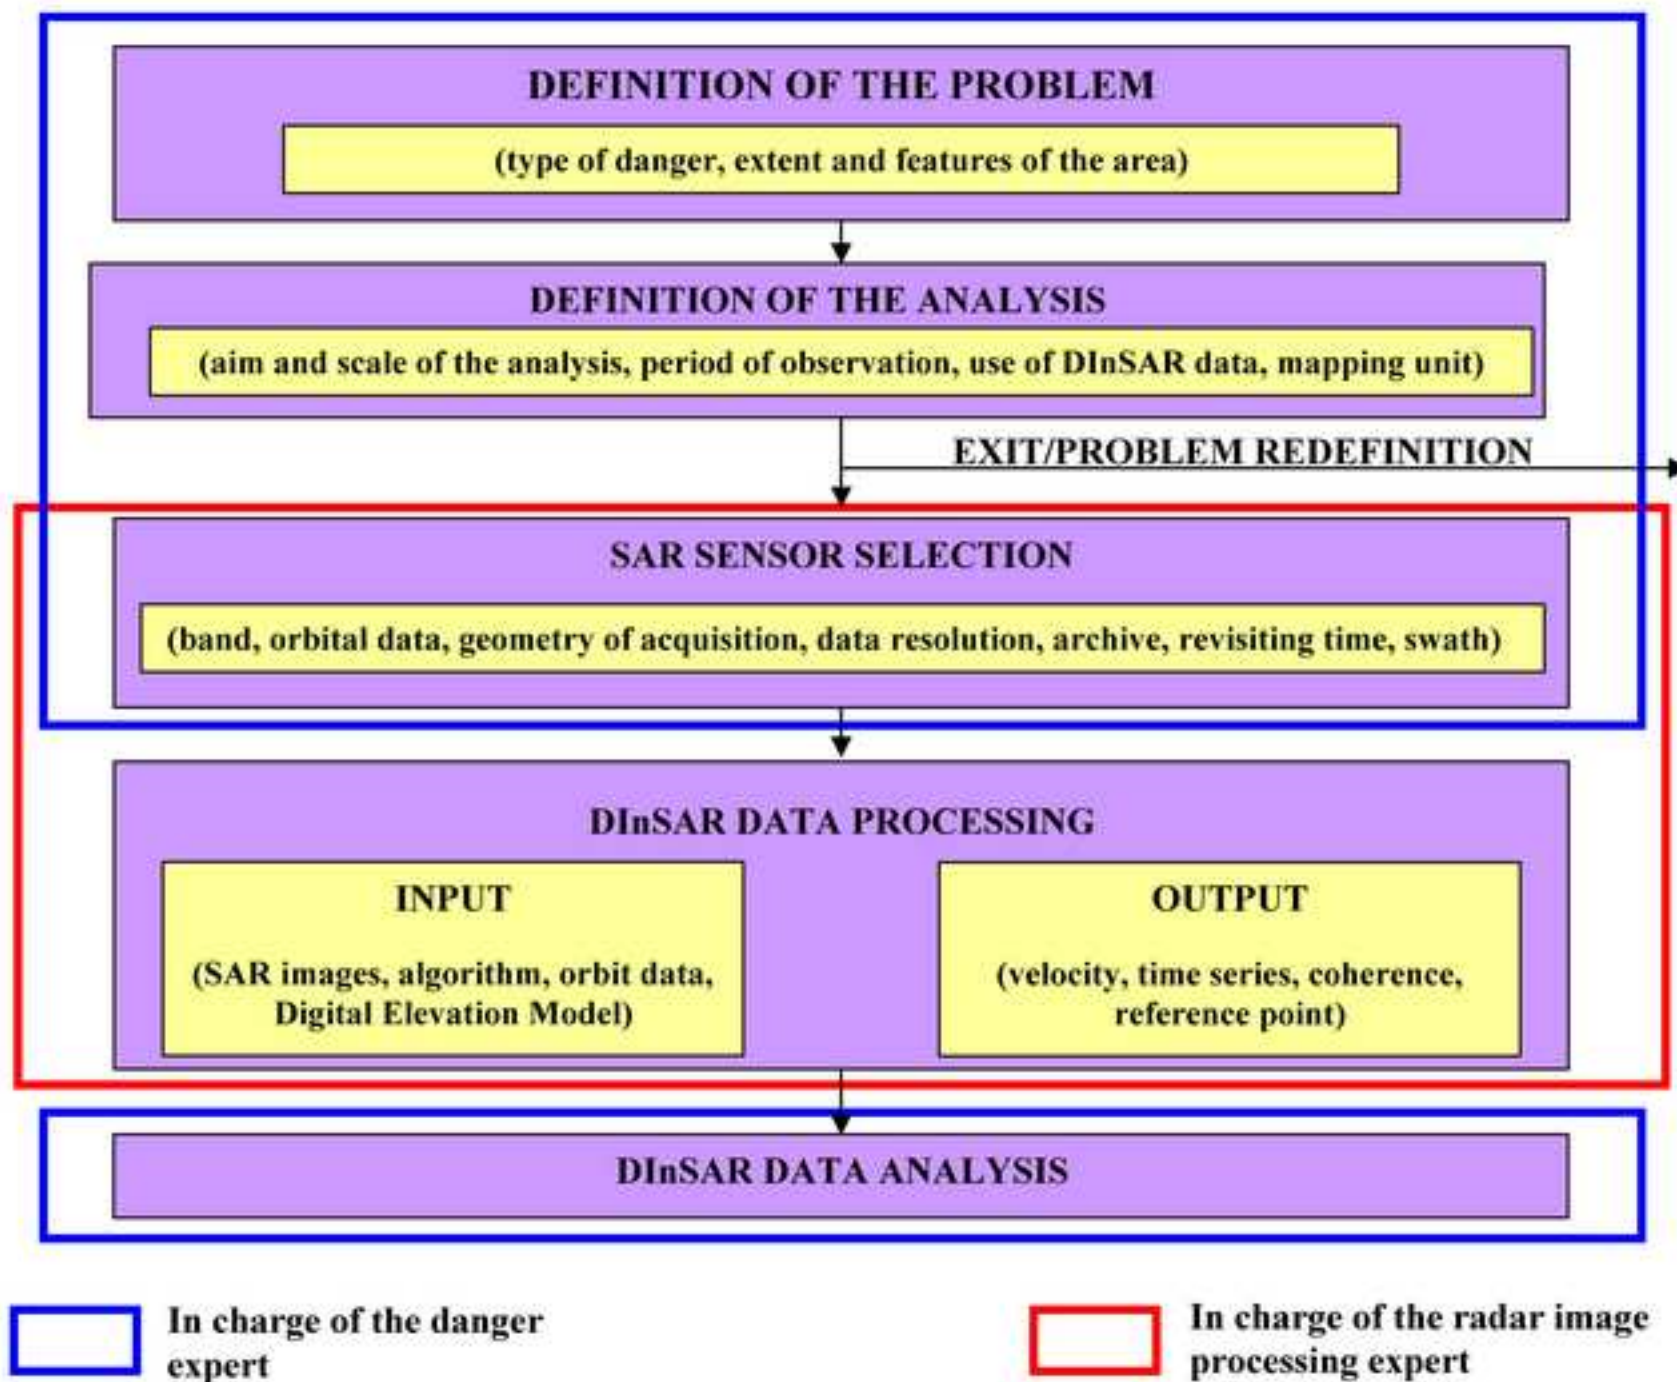 DEFINITION OF THE PROBLEM
(type of danger, extent and features of the area)
DEFINITION OF THE ANALYSIS
(aim and scale of the analysis, period of observation, use of DInSAR data, mapping unit)
EXIT/PROBLEM REDEFINITION
SAR SENSOR SELECTION
(band, orbital data, geometry of acquisition, data resolution, archive, revisiting time, swath)
DInSAR DATA PROCESSING
INPUT
(SAR images, algorithm, orbit data,
Digital Elevation Model)
OUTPUT
(velocity, time series, coherence,
reference point)
DInSAR DATA ANALYSIS
In charge of the danger
expert
In charge of the radar image
processing expert